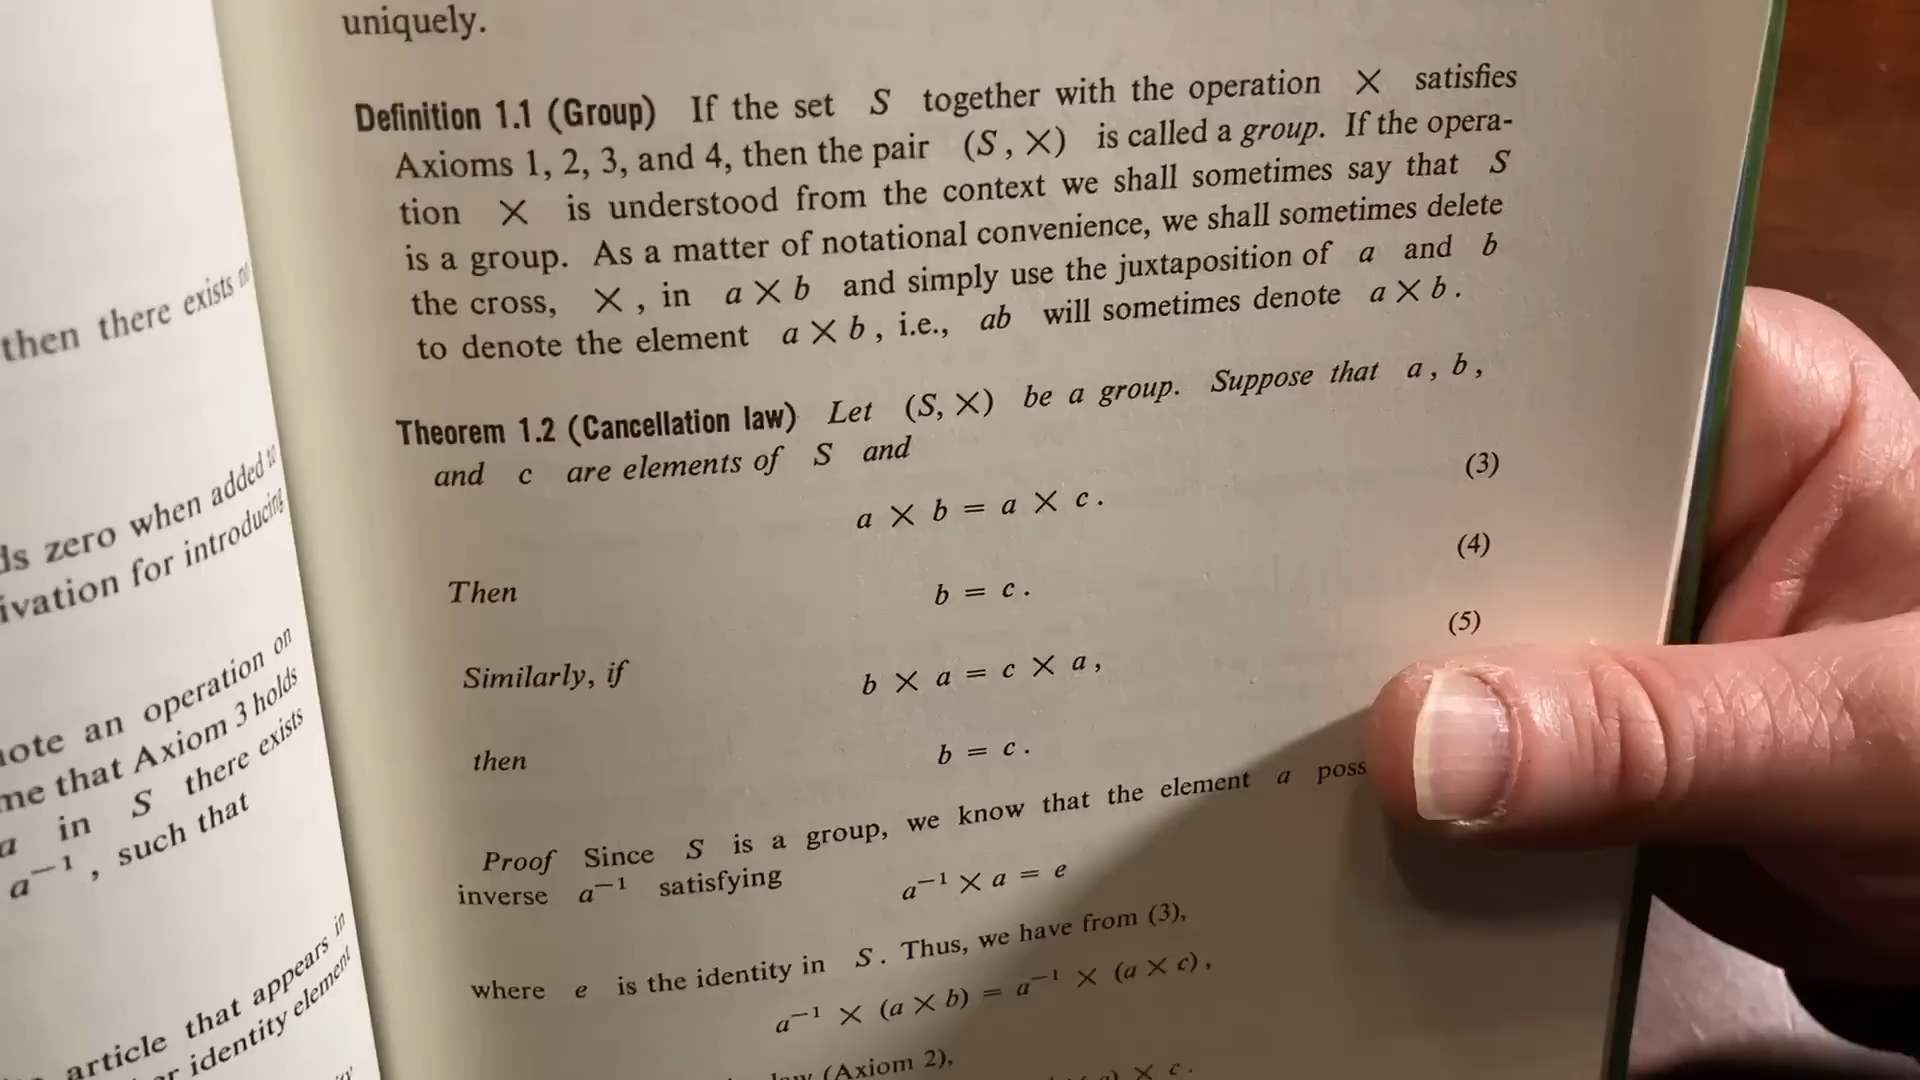 then there exists
ds zero when added to
ivation for introducing
note an operation on
me that Axiom 3 holds
a in S there exists
a⁻¹, such that
article that appears in
or identity element
uniquely.
Definition 1.1 (Group) If the set S together with the operation × satisfies
Axioms 1, 2, 3, and 4, then the pair (S, ×) is called a group. If the opera-
tion × is understood from the context we shall sometimes say that S
is a group. As a matter of notational convenience, we shall sometimes delete
the cross, ×, in a × b and simply use the juxtaposition of a and b
to denote the element a × b, i.e., ab will sometimes denote a × b.
Theorem 1.2 (Cancellation law) Let (S, ×) be a group. Suppose that a, b,
and c are elements of S and
a × b = a × c. (3)
Then b = c. (4)
Similarly, if b × a = c × a, (5)
then b = c.
Proof Since S is a group, we know that the element a poss
inverse a⁻¹ satisfying
a⁻¹ × a = e
where e is the identity in S. Thus, we have from (3),
a⁻¹ × (a × b) = a⁻¹ × (a × c),
law (Axiom 2),
) × c.